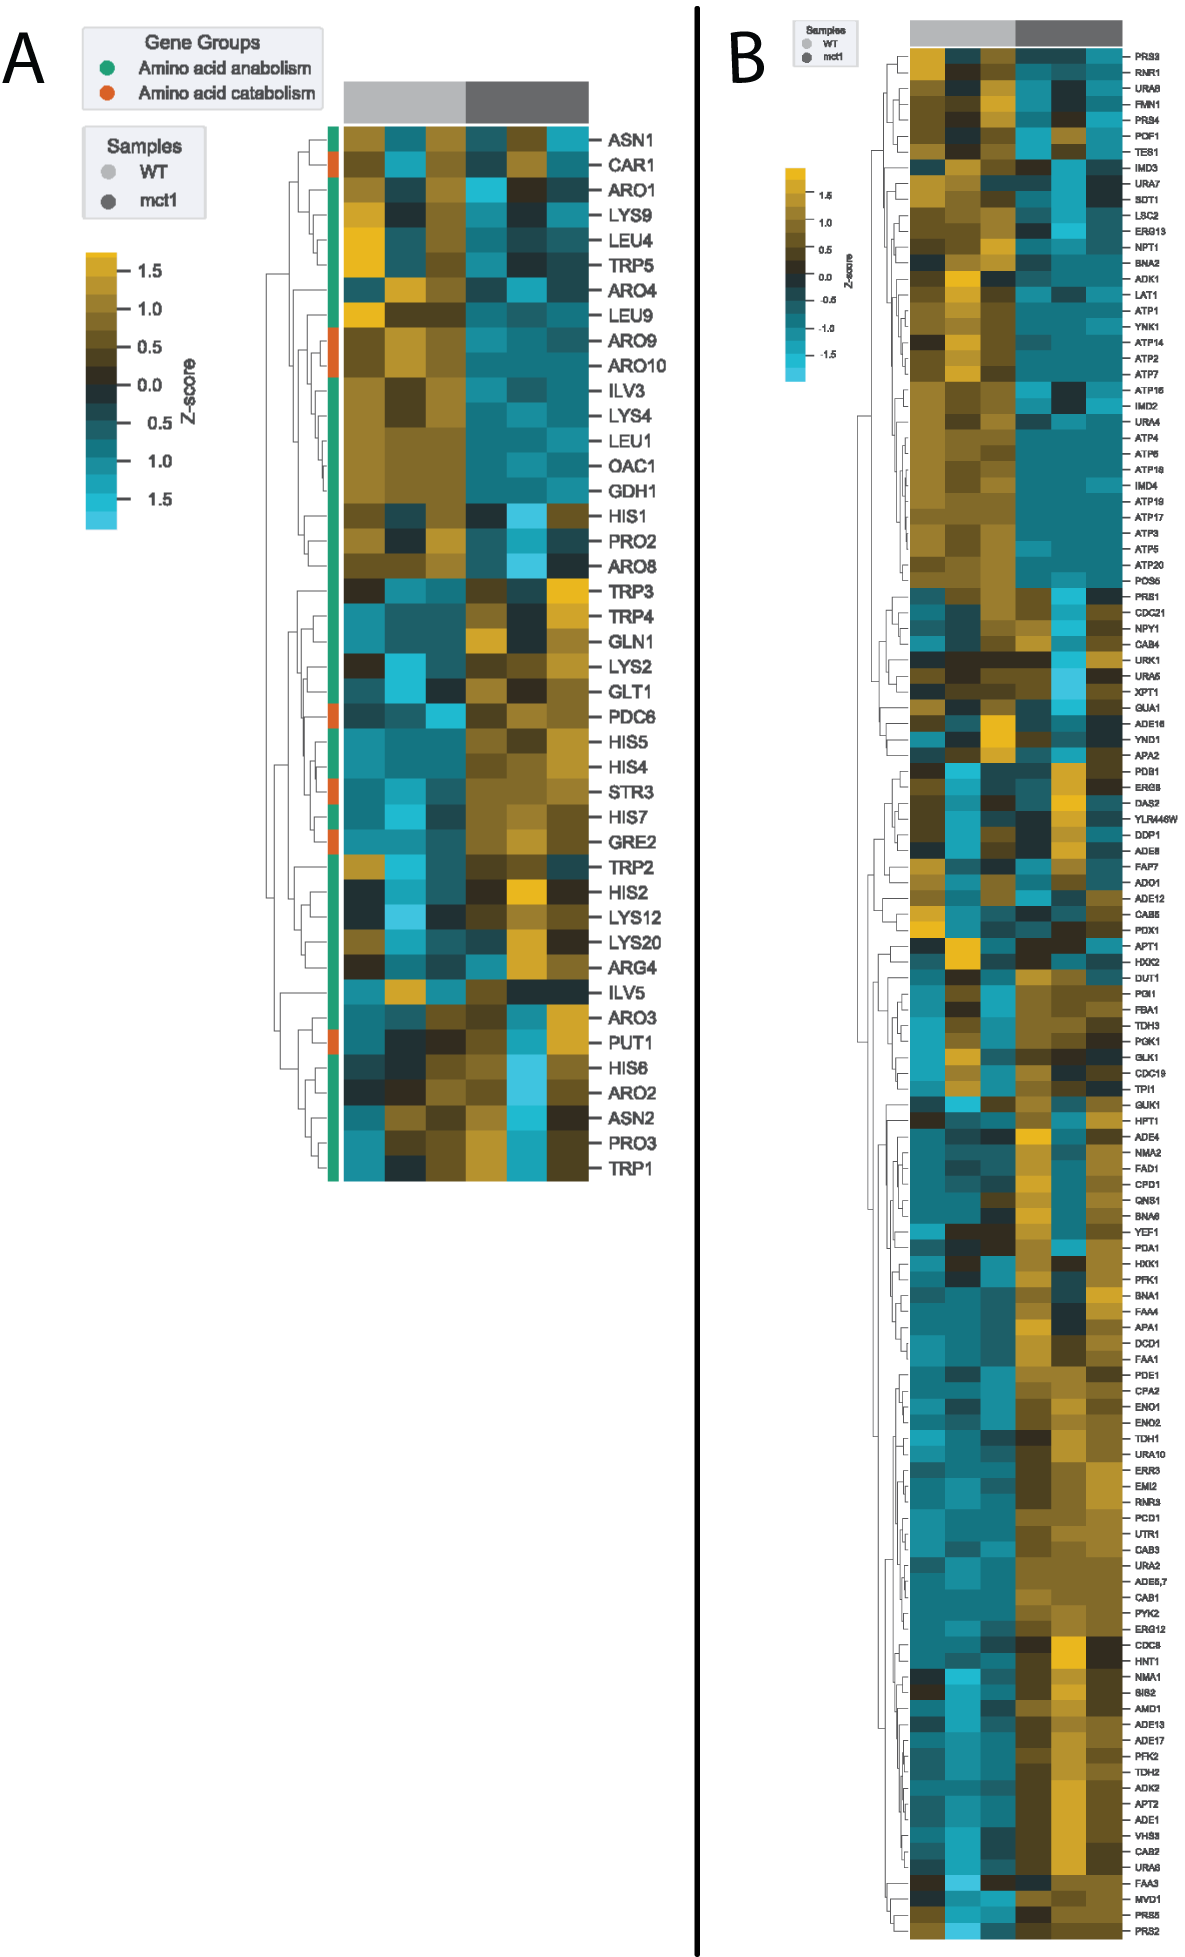 A
Gene Groups
Amino acid anabolism
Amino acid catabolism
Samples
WT
mct1
1.5
1.0
0.5
0.0
0.5
1.0
1.5
Z-score
ASN1
CAR1
ARO1
LYS9
LEU4
TRP5
ARO4
LEU9
ARO9
ARO10
ILV3
LYS4
LEU1
OAC1
GDH1
HIS1
PRO2
ARO8
TRP3
TRP4
GLN1
LYS2
GLT1
PDC6
HIS5
HIS4
STR3
HIS7
GRE2
TRP2
HIS2
LYS12
LYS20
ARG4
ILV5
ARO3
PUT1
HIS6
ARO2
ASN2
PRO3
TRP1
B
Samples
WT
mct1
1.5
1.0
0.5
0.0
-0.5
-1.0
-1.5
Z-score
PRS3
RNR1
URA8
FMN1
PRS4
POF1
TES1
IMD3
URA7
SDT1
LSC2
ERG13
NPT1
BNA2
ADK1
LAT1
ATP1
YNK1
ATP14
ATP2
ATP7
ATP16
IMD2
URA4
ATP4
ATP6
ATP18
IMD4
ATP19
ATP17
ATP3
ATP5
ATP20
POS5
PRS1
CDC21
NPY1
CAB4
URK1
URA5
XPT1
GUA1
ADE16
YND1
APA2
PDB1
ERG8
DAS2
YLR446W
DDP1
ADE8
FAP7
ADO1
ADE12
CAB5
PDX1
APT1
HXK2
DUT1
PGI1
FBA1
TDH3
PGK1
GLK1
CDC19
TPI1
GUK1
HPT1
ADE4
NMA2
FAD1
CPD1
QNS1
BNA6
YEF1
PDA1
HXK1
PFK1
BNA1
FAA4
APA1
DCD1
FAA1
PDE1
CPA2
ENO1
ENO2
TDH1
URA10
ERR3
EMI2
RNR3
PCD1
UTR1
CAB3
URA2
ADE5,7
CAB1
PYK2
ERG12
CDC8
HNT1
NMA1
SIS2
AMD1
ADE13
ADE17
PFK2
TDH2
ADK2
APT2
ADE1
VHS3
CAB2
URA6
FAA3
MVD1
PRS5
PRS2